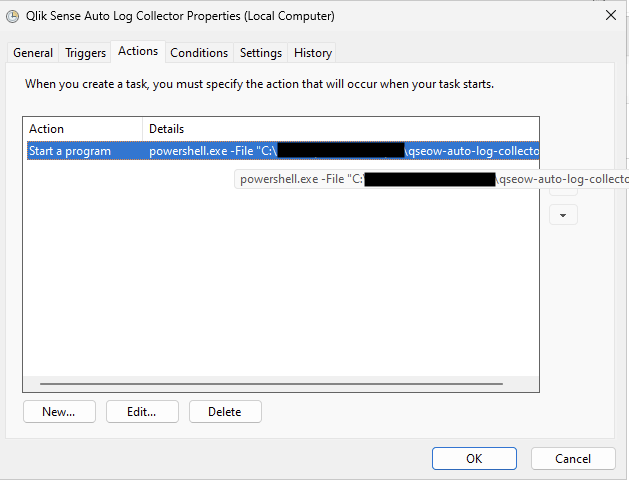 Qlik Sense Auto Log Collector Properties (Local Computer)
General Triggers Actions Conditions Settings History
When you create a task, you must specify the action that will occur when your task starts.
Action Details
Start a program powershell.exe -File "C:\ \qseow-auto-log-collecto
powershell.exe -File "C:\ \qseow-auto-log-collecto
New... Edit... Delete
OK Cancel